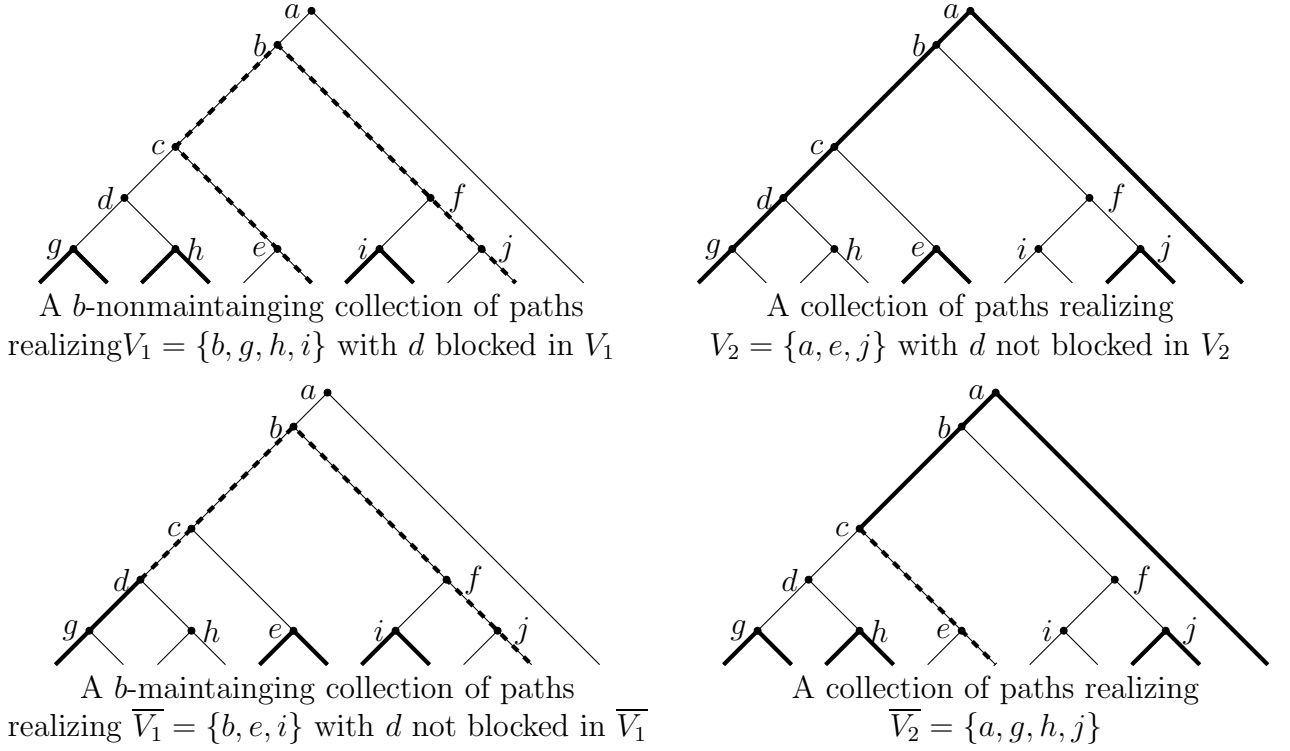 a
a
b
b
c
c
d
f
d
f
g
h
e
i
j
g
h
e
i
j
A b-nonmaintainging collection of paths
realizingV₁ = {b, g, h, i} with d blocked in V₁
A collection of paths realizing
V₂ = {a, e, j} with d not blocked in V₂
a
a
b
b
c
c
d
f
d
f
g
h
e
i
j
g
h
e
i
j
A b-maintainging collection of paths
realizing V̅₁ = {b, e, i} with d not blocked in V̅₁
A collection of paths realizing
V̅₂ = {a, g, h, j}